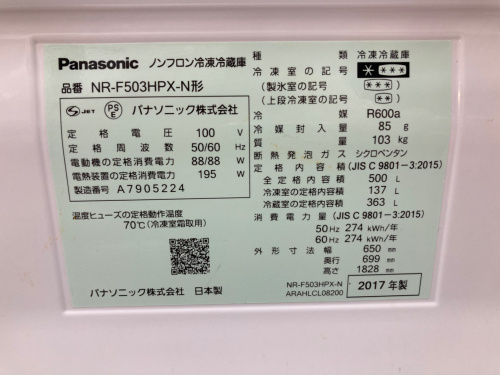 Panasonic ノンフロン冷凍冷蔵庫
品番 NR-F503HPX-N形
S JET PS E パナソニック株式会社
定格電圧 100 V
定格周波数 50/60 Hz
電動機の定格消費電力 88/88 W
電熱装置の定格消費電力 195 W
製造番号 A7905224
温度ヒューズの定格動作温度
70℃(冷凍室霜取用)
パナソニック株式会社 日本製
種類 冷凍冷蔵庫
冷凍室の記号 ***
(製氷室の記号 **)
(上段冷凍室の記号 **)
冷媒 R600a
冷媒封入量 85 g
質量 103 kg
断熱発泡ガス シクロペンタン
定格内容積(JIS C 9801-3:2015)
全定格内容積 500 L
冷凍室の定格内容積 137 L
冷蔵室の定格内容積 363 L
消費電力量(JIS C 9801-3:2015)
50Hz 274 kWh/年
60Hz 274 kWh/年
外形寸法 幅 650 mm
奥行 699 mm
高さ 1828 mm
NR-F503HPX-N
ARAHLCL08200
2017年製